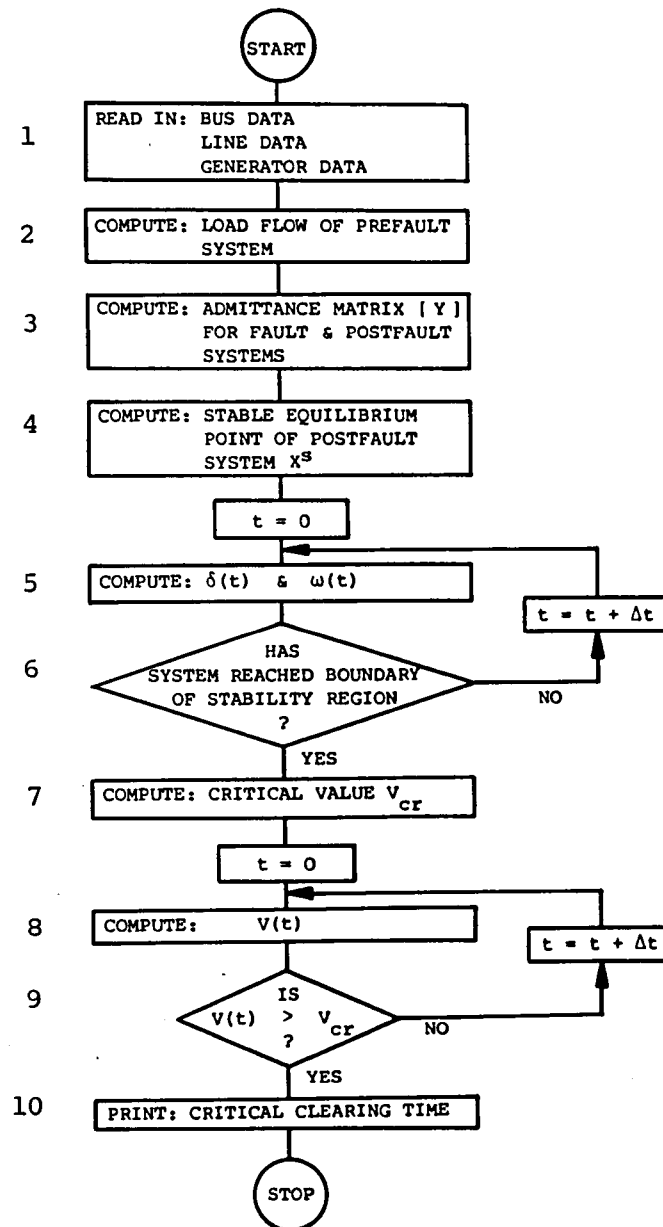 START
1
READ IN: BUS DATA
LINE DATA
GENERATOR DATA
2
COMPUTE: LOAD FLOW OF PREFAULT
SYSTEM
3
COMPUTE: ADMITTANCE MATRIX [ Y ]
FOR FAULT & POSTFAULT
SYSTEMS
4
COMPUTE: STABLE EQUILIBRIUM
POINT OF POSTFAULT
SYSTEM X^S
t = 0
5
COMPUTE: δ(t) & ω(t)
t = t + Δt
6
HAS
SYSTEM REACHED BOUNDARY
OF STABILITY REGION
?
NO
YES
7
COMPUTE: CRITICAL VALUE V_cr
t = 0
8
COMPUTE: V(t)
t = t + Δt
9
IS
V(t) > V_cr
?
NO
YES
10
PRINT: CRITICAL CLEARING TIME
STOP